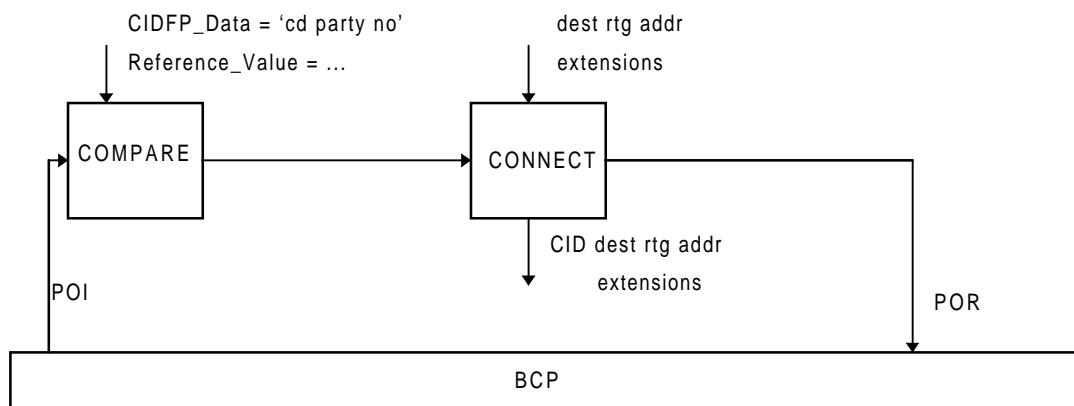 CIDFP_Data = ‘cd party no’
Reference_Value = ...
dest rtg addr
extensions
COMPARE
CONNECT
CID dest rtg addr
extensions
POI
POR
BCP